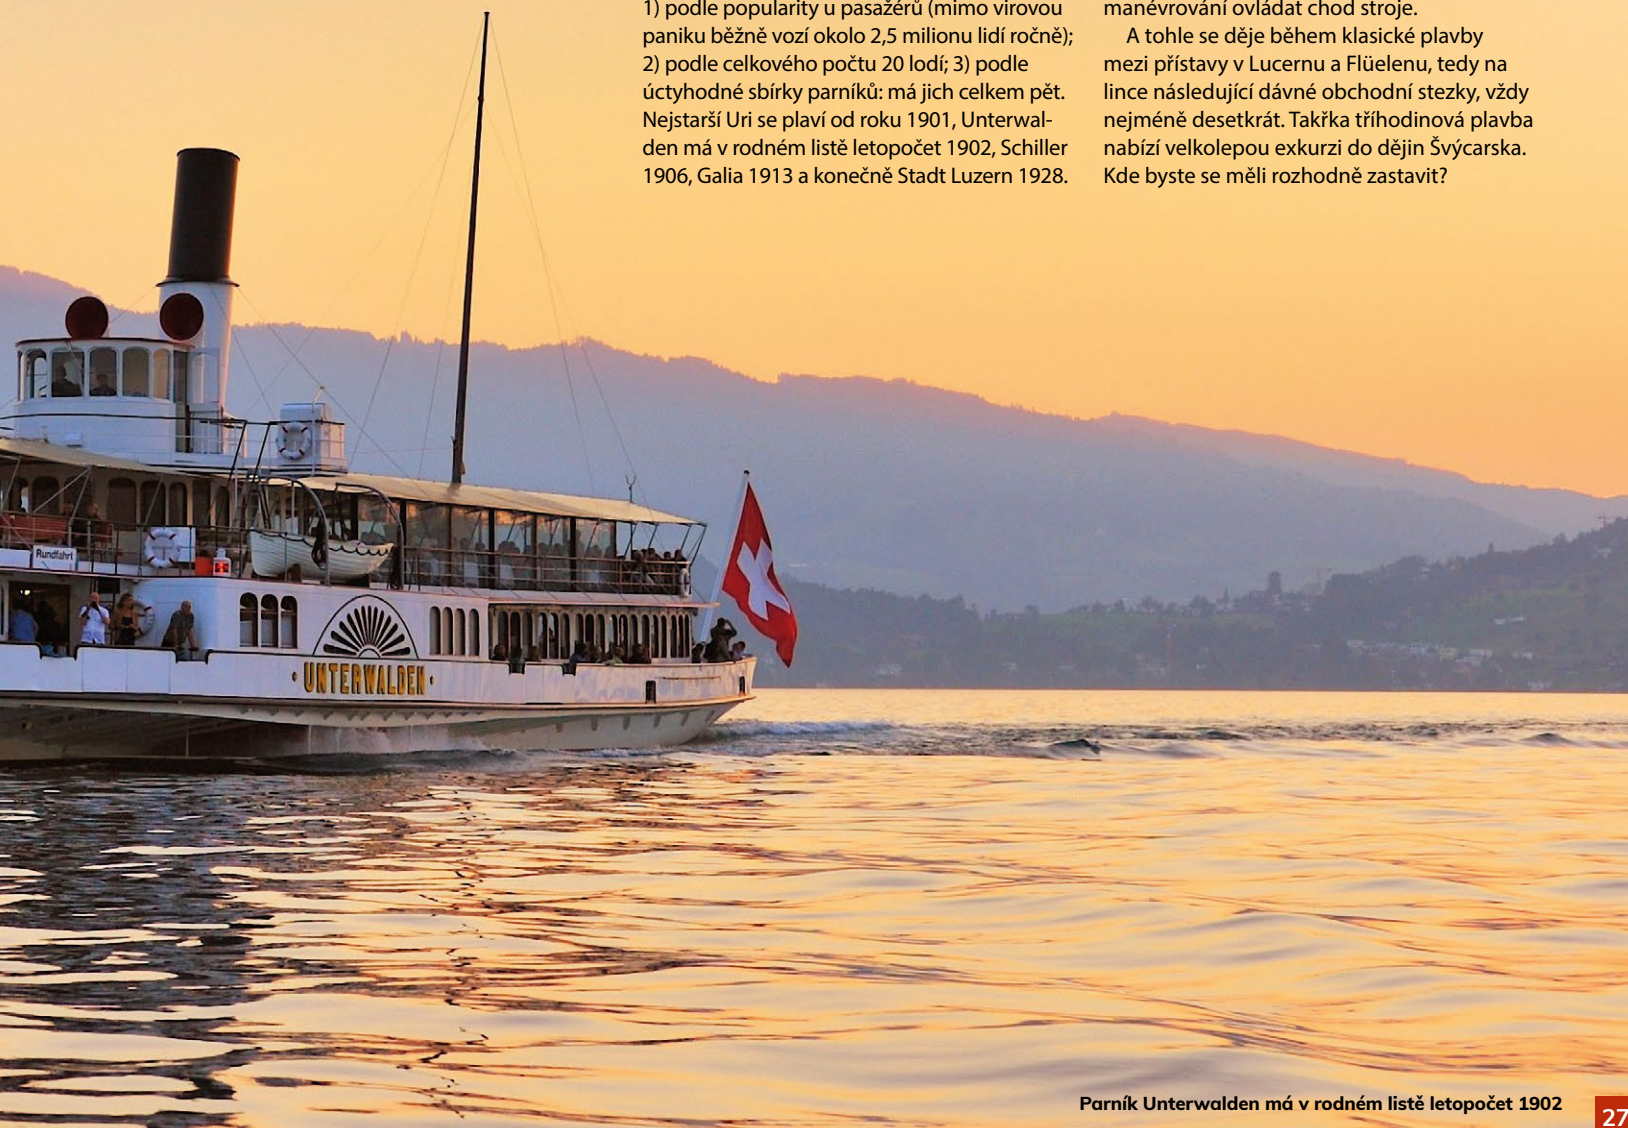 1) podle popularity u pasažérů (mimo virovou
paniku běžně vozí okolo 2,5 milionu lidí ročně);
2) podle celkového počtu 20 lodí; 3) podle
úctyhodné sbírky parníků: má jich celkem pět.
Nejstarší Uri se plaví od roku 1901, Unterwal-
den má v rodném listě letopočet 1902, Schiller
1906, Galia 1913 a konečně Stadt Luzern 1928.
manévrování ovládat chod stroje.
A tohle se děje během klasické plavby
mezi přístavy v Lucernu a Flüelenu, tedy na
lince následující dávné obchodní stezky, vždy
nejméně desetkrát. Takřka tříhodinová plavba
nabízí velkolepou exkurzi do dějin Švýcarska.
Kde byste se měli rozhodně zastavit?
Rundfahrt
· UNTERWALDEN ·
Parník Unterwalden má v rodném listě letopočet 1902
27